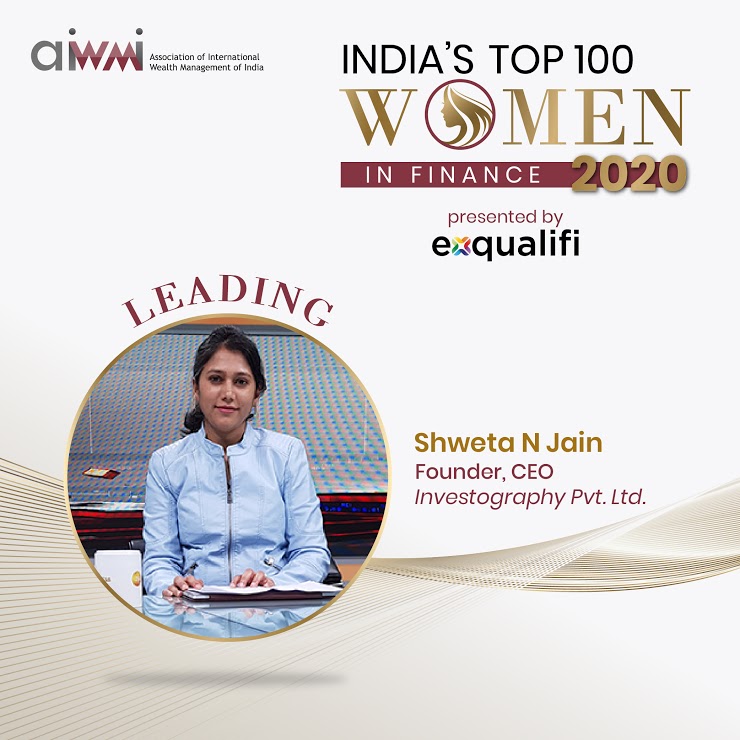 aiwmi
Association of International
Wealth Management of India
INDIA'S TOP 100
WOMEN
IN FINANCE 2020
presented by
exqualifi
LEADING
Shweta N Jain
Founder, CEO
Investography Pvt. Ltd.